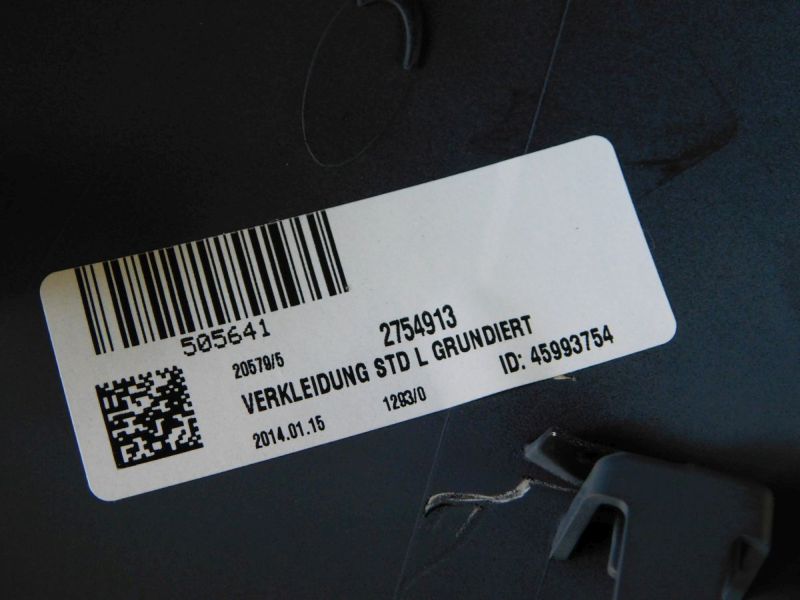 505641
20579/5
2754913
VERKLEIDUNG STD L GRUNDIERT
2014.01.15
1293/0
ID: 45993754